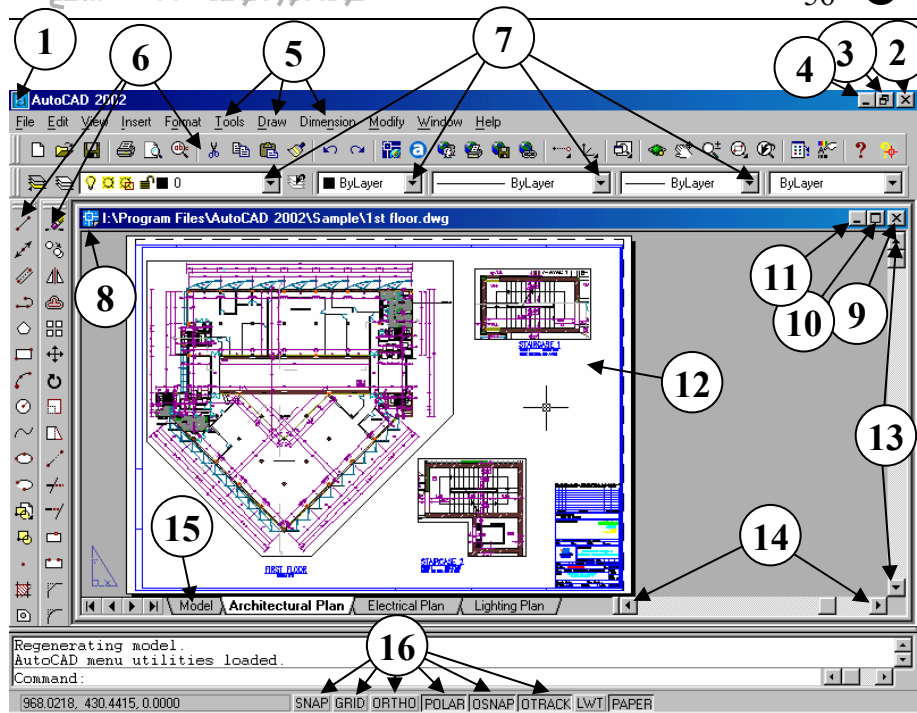 50
1 6 5 7 4 3 2
AutoCAD 2002
File Edit View Insert Format Tools Draw Dimension Modify Window Help
0 ByLayer ByLayer ByLayer ByLayer
I:\Program Files\AutoCAD 2002\Sample\1st floor.dwg
8 11 10 9
STAIRCASE 1
12
13
15 14
FIRST FLOOR
STAIRCASE 2
Model Architectural Plan Electrical Plan Lighting Plan
Regenerating model.
AutoCAD menu utilities loaded.
Command:
16
968.0218, 430.4415, 0.0000 SNAP GRID ORTHO POLAR OSNAP OTRACK LWT PAPER